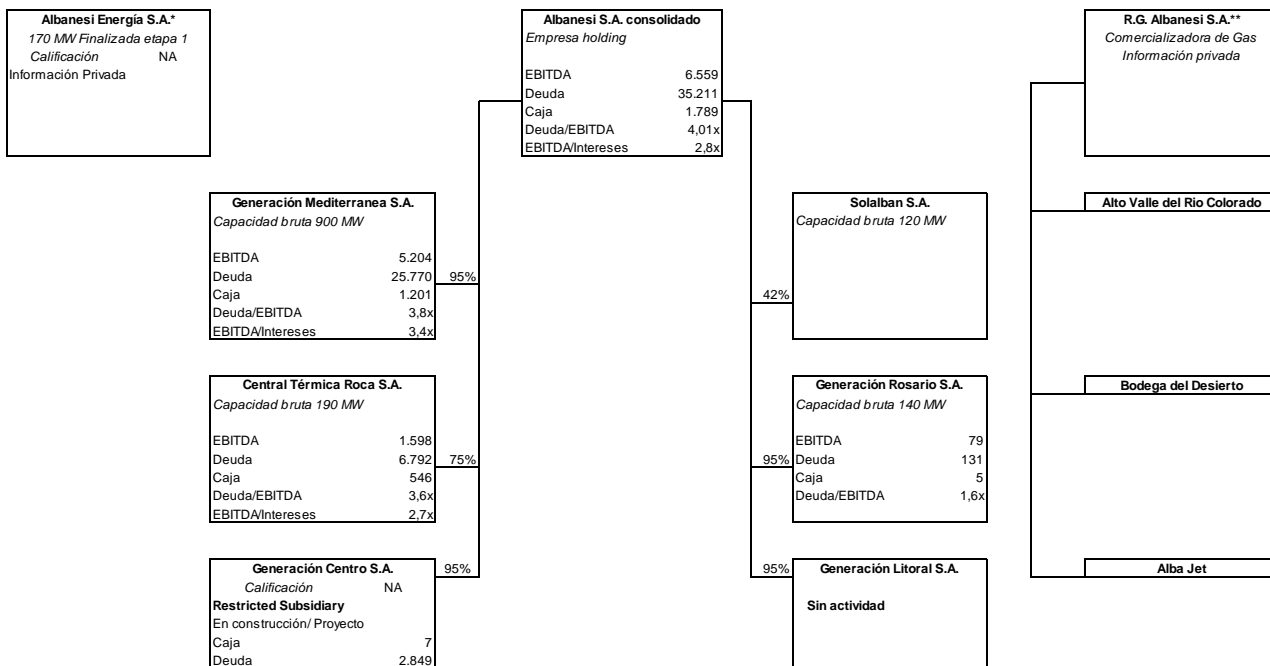 Albanesi Energía S.A.*
170 MW Finalizada etapa 1
Calificación NA
Información Privada
Albanesi S.A. consolidado
Empresa holding
EBITDA 6.559
Deuda 35.211
Caja 1.789
Deuda/EBITDA 4,01x
EBITDA/Intereses 2,8x
R.G. Albanesi S.A.**
Comercializadora de Gas
Información privada
Generación Mediterranea S.A.
Capacidad bruta 900 MW
EBITDA 5.204
Deuda 25.770
Caja 1.201
Deuda/EBITDA 3,8x
EBITDA/Intereses 3,4x
95%
Solalban S.A.
Capacidad bruta 120 MW
42%
Alto Valle del Rio Colorado
Central Térmica Roca S.A.
Capacidad bruta 190 MW
EBITDA 1.598
Deuda 6.792
Caja 546
Deuda/EBITDA 3,6x
EBITDA/Intereses 2,7x
75%
Generación Rosario S.A.
Capacidad bruta 140 MW
EBITDA 79
95% Deuda 131
Caja 5
Deuda/EBITDA 1,6x
Bodega del Desierto
Generación Centro S.A.
95%
Calificación NA
Restricted Subsidiary
En construcción/ Proyecto
Caja 7
Deuda 2.849
95%
Generación Litoral S.A.
Sin actividad
Alba Jet